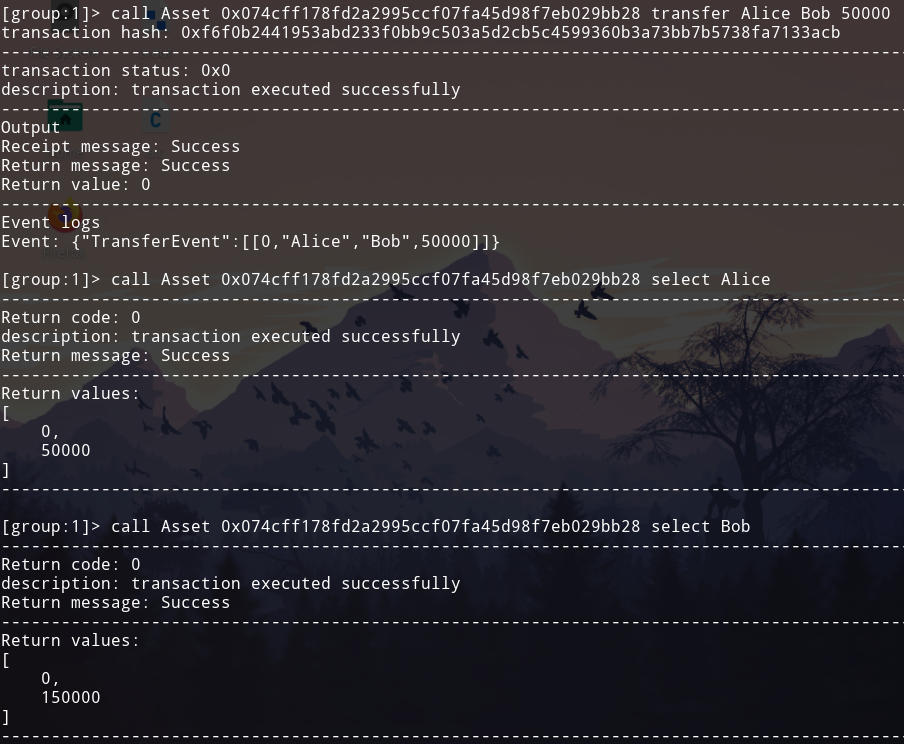 [group:1]> call Asset 0x074cff178fd2a2995ccf07fa45d98f7eb029bb28 transfer Alice Bob 50000
transaction hash: 0xf6f0b2441953abd233f0bb9c503a5d2cb5c4599360b3a73bb7b5738fa7133acb
------------------------------------------------------------------------------------------
transaction status: 0x0
description: transaction executed successfully
------------------------------------------------------------------------------------------
Output
Receipt message: Success
Return message: Success
Return value: 0
------------------------------------------------------------------------------------------
Event logs
Event: {"TransferEvent":[[0,"Alice","Bob",50000]]}
[group:1]> call Asset 0x074cff178fd2a2995ccf07fa45d98f7eb029bb28 select Alice
------------------------------------------------------------------------------------------
Return code: 0
description: transaction executed successfully
Return message: Success
------------------------------------------------------------------------------------------
Return values:
[
0,
50000
]
------------------------------------------------------------------------------------------
[group:1]> call Asset 0x074cff178fd2a2995ccf07fa45d98f7eb029bb28 select Bob
------------------------------------------------------------------------------------------
Return code: 0
description: transaction executed successfully
Return message: Success
------------------------------------------------------------------------------------------
Return values:
[
0,
150000
]
------------------------------------------------------------------------------------------